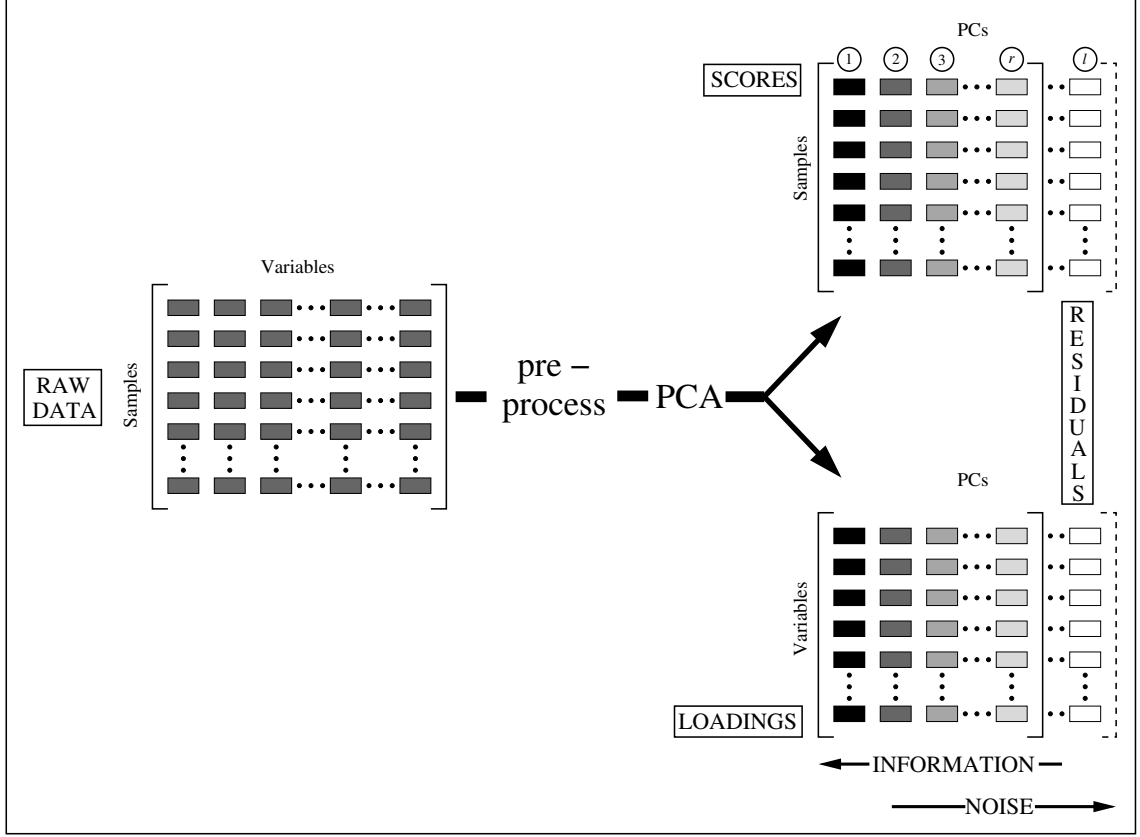 PCs
1 2 3 r l
SCORES
Samples
Variables
RAW
DATA
Samples
pre –
process
PCA
R
E
S
I
D
U
A
L
S
PCs
Variables
LOADINGS
INFORMATION
NOISE